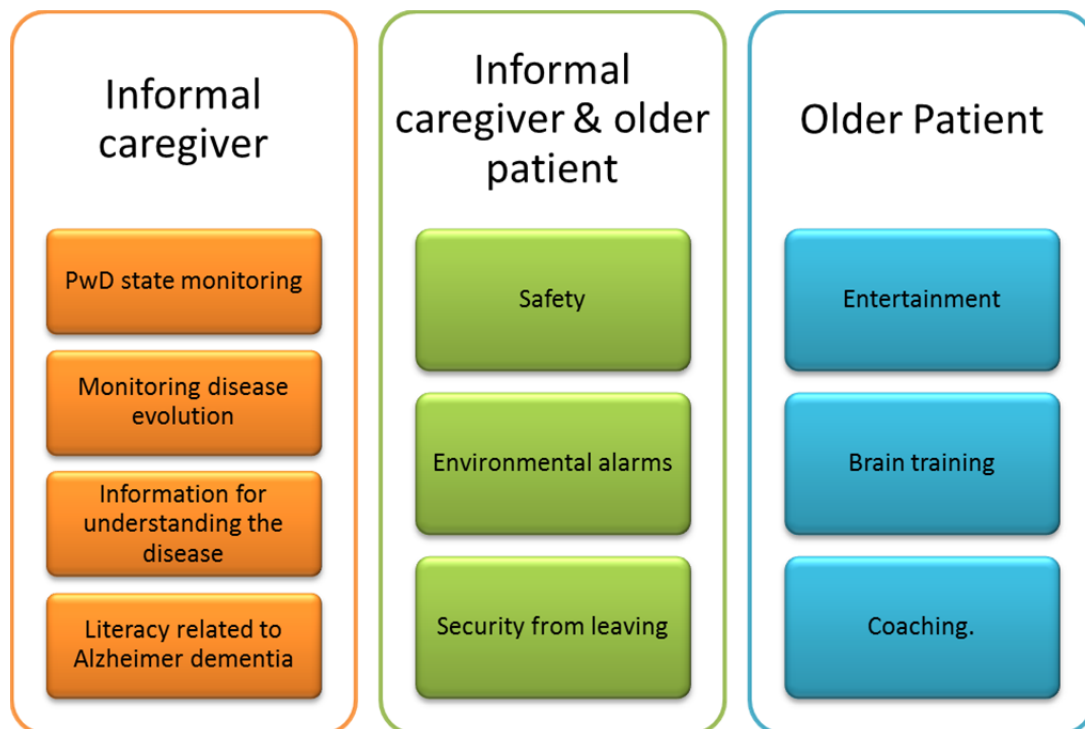 Informal
caregiver
PwD state monitoring
Monitoring disease
evolution
Information for
understanding the
disease
Literacy related to
Alzheimer dementia
Informal
caregiver & older
patient
Safety
Environmental alarms
Security from leaving
Older Patient
Entertainment
Brain training
Coaching.